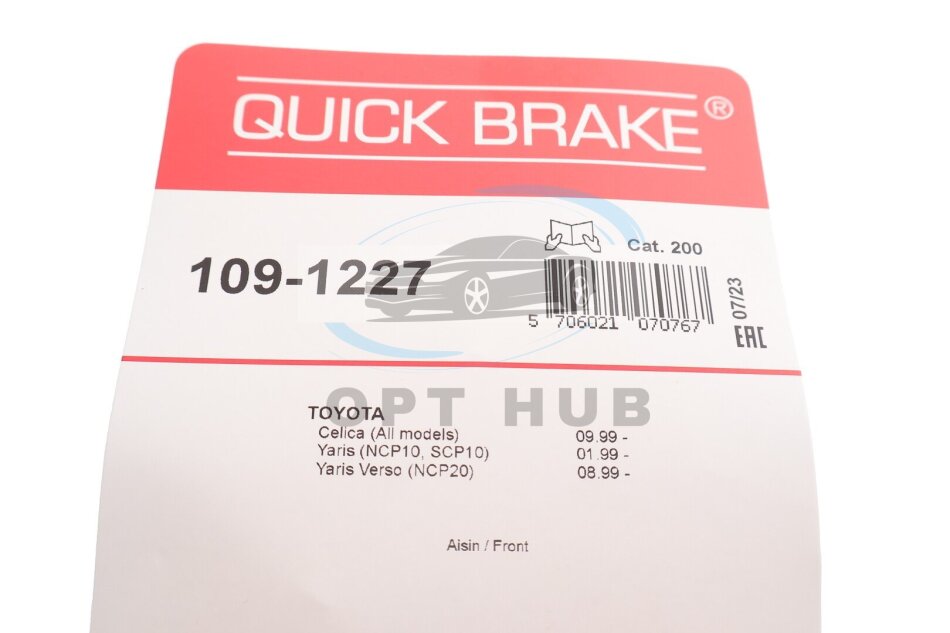 QUICK BRAKE®
Cat. 200
109-1227
5 706021 070767
07/23
EAC
OPT HUB
TOYOTA
Celica (All models) 09.99 -
Yaris (NCP10, SCP10) 01.99 -
Yaris Verso (NCP20) 08.99 -
Aisin / Front